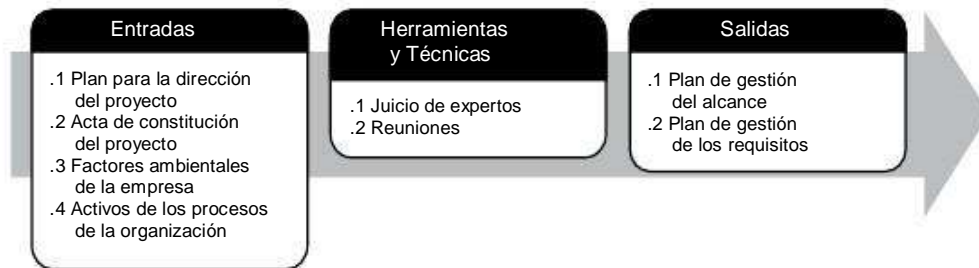 Entradas
.1 Plan para la dirección
del proyecto
.2 Acta de constitución
del proyecto
.3 Factores ambientales
de la empresa
.4 Activos de los procesos
de la organización
Herramientas
y Técnicas
.1 Juicio de expertos
.2 Reuniones
Salidas
.1 Plan de gestión
del alcance
.2 Plan de gestión
de los requisitos